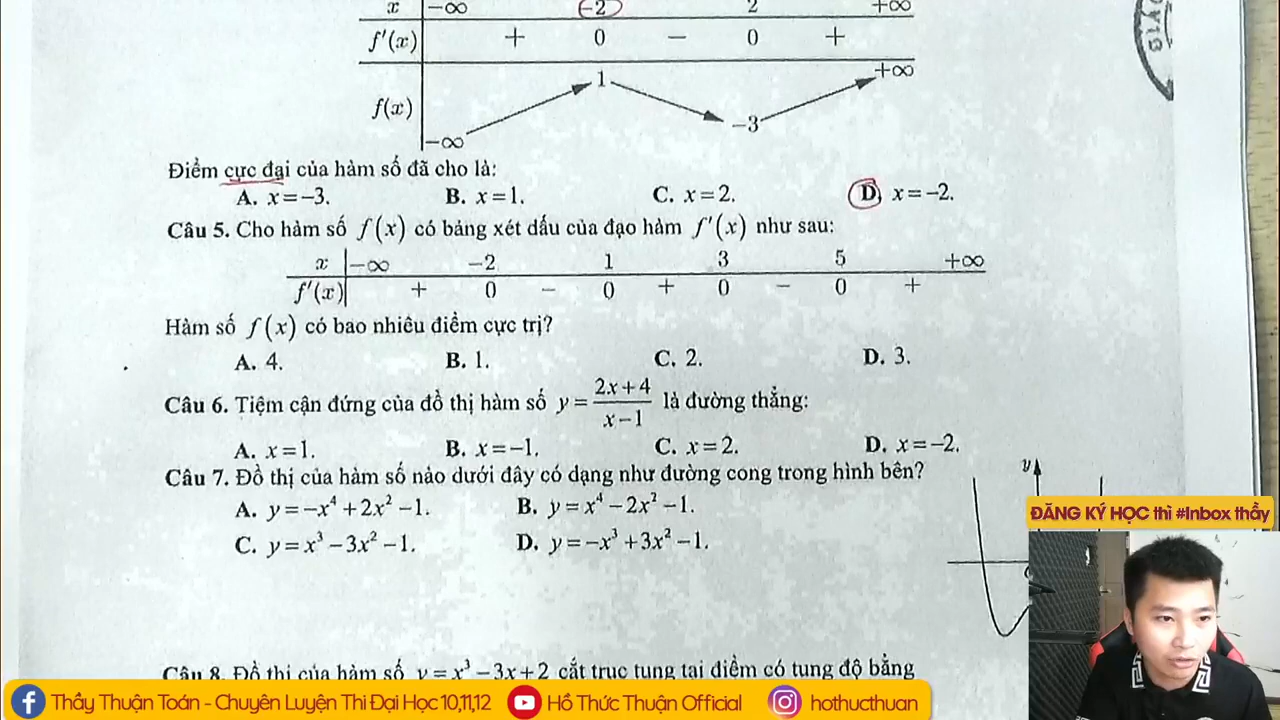 x −∞ −2 2 +∞
f'(x) + 0 − 0 +
+∞
1
f(x)
−3
−∞
Điểm cực đại của hàm số đã cho là:
A. x=−3. B. x=1. C. x=2. D. x=−2.
Câu 5. Cho hàm số f(x) có bảng xét dấu của đạo hàm f'(x) như sau:
x −∞ −2 1 3 5 +∞
f'(x) + 0 − 0 + 0 − 0 +
Hàm số f(x) có bao nhiêu điểm cực trị?
A. 4. B. 1. C. 2. D. 3.
Câu 6. Tiệm cận đứng của đồ thị hàm số y = (2x+4)/(x−1) là đường thẳng:
A. x=1. B. x=−1. C. x=2. D. x=−2.
Câu 7. Đồ thị của hàm số nào dưới đây có dạng như đường cong trong hình bên?
y
A. y=−x⁴+2x²−1. B. y=x⁴−2x²−1.
C. y=x³−3x²−1. D. y=−x³+3x²−1.
ĐĂNG KÝ HỌC thì #Inbox thầy
Câu 8. Đồ thị của hàm số y=x³−3x+2 cắt trục tung tại điểm có tung độ bằng
Thầy Thuận Toán - Chuyên Luyện Thi Đại Học 10,11,12 Hồ Thức Thuận Official hothucthuan